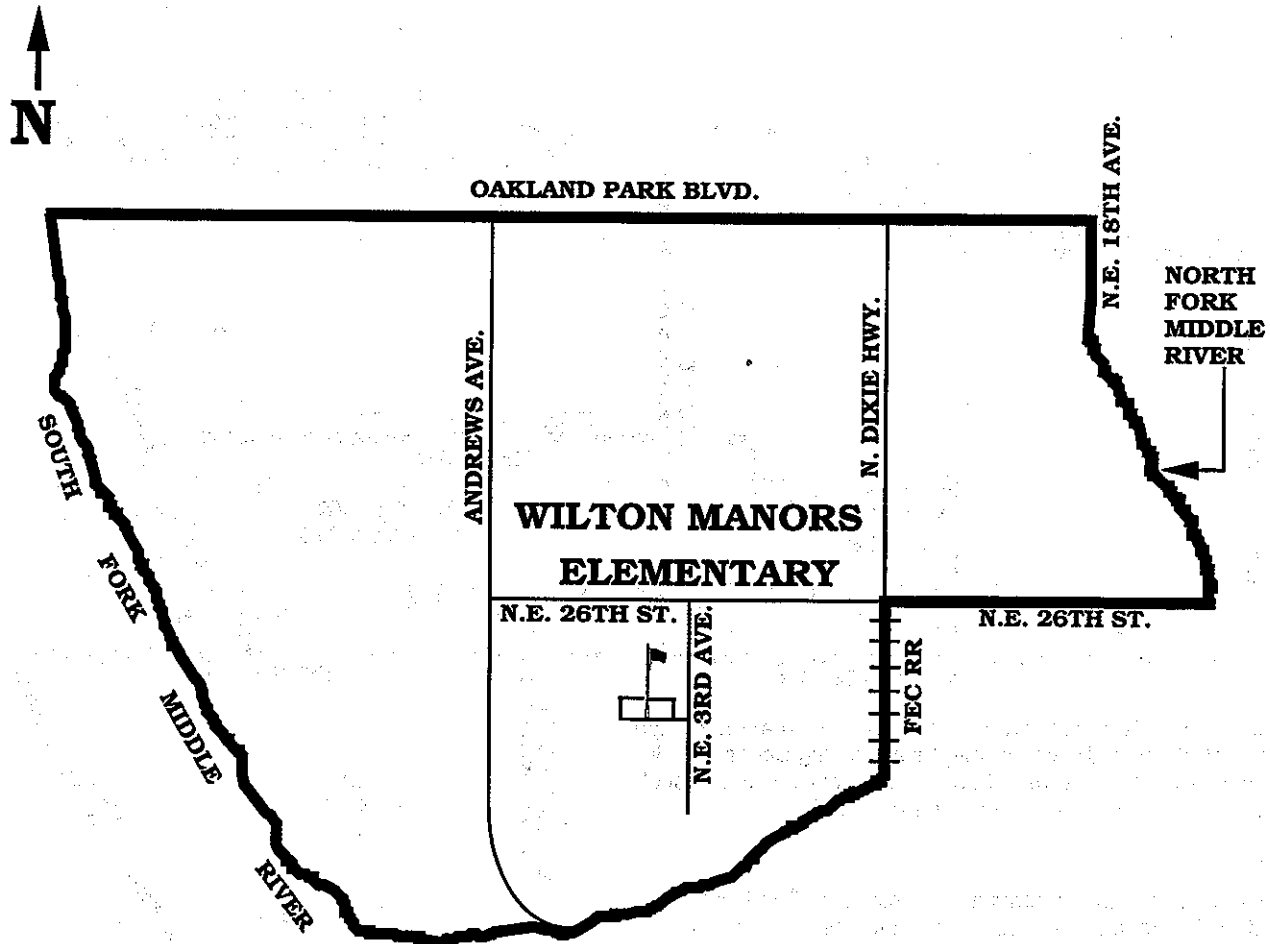 N
OAKLAND PARK BLVD.
N.E. 18TH AVE.
NORTH
FORK
MIDDLE
RIVER
ANDREWS AVE.
N. DIXIE HWY.
SOUTH
FORK
MIDDLE
RIVER
WILTON MANORS
ELEMENTARY
N.E. 26TH ST.
N.E. 26TH ST.
N.E. 3RD AVE.
FEC RR